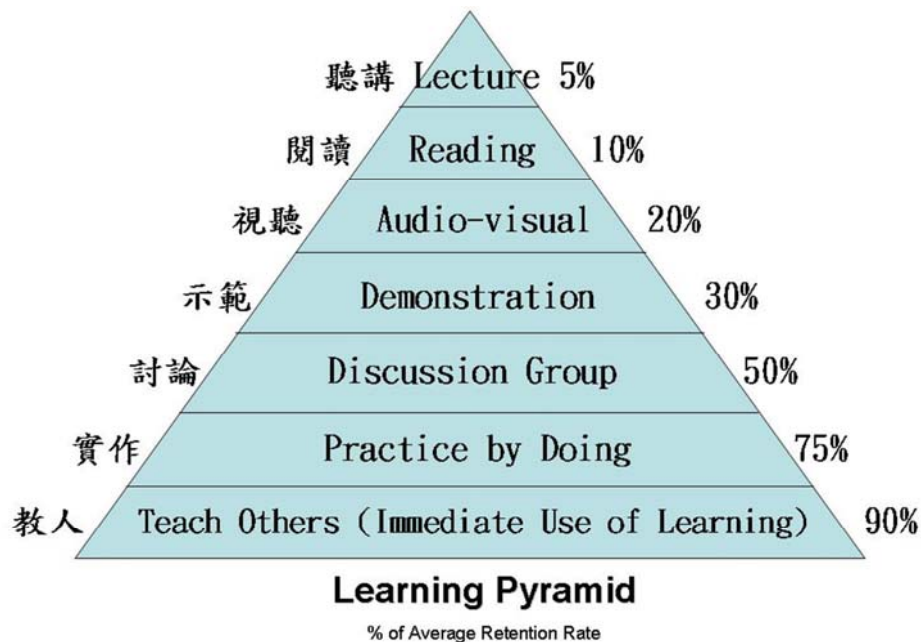 聽講 Lecture 5%
閱讀 Reading 10%
視聽 Audio-visual 20%
示範 Demonstration 30%
討論 Discussion Group 50%
實作 Practice by Doing 75%
教人 Teach Others (Immediate Use of Learning) 90%
Learning Pyramid
% of Average Retention Rate